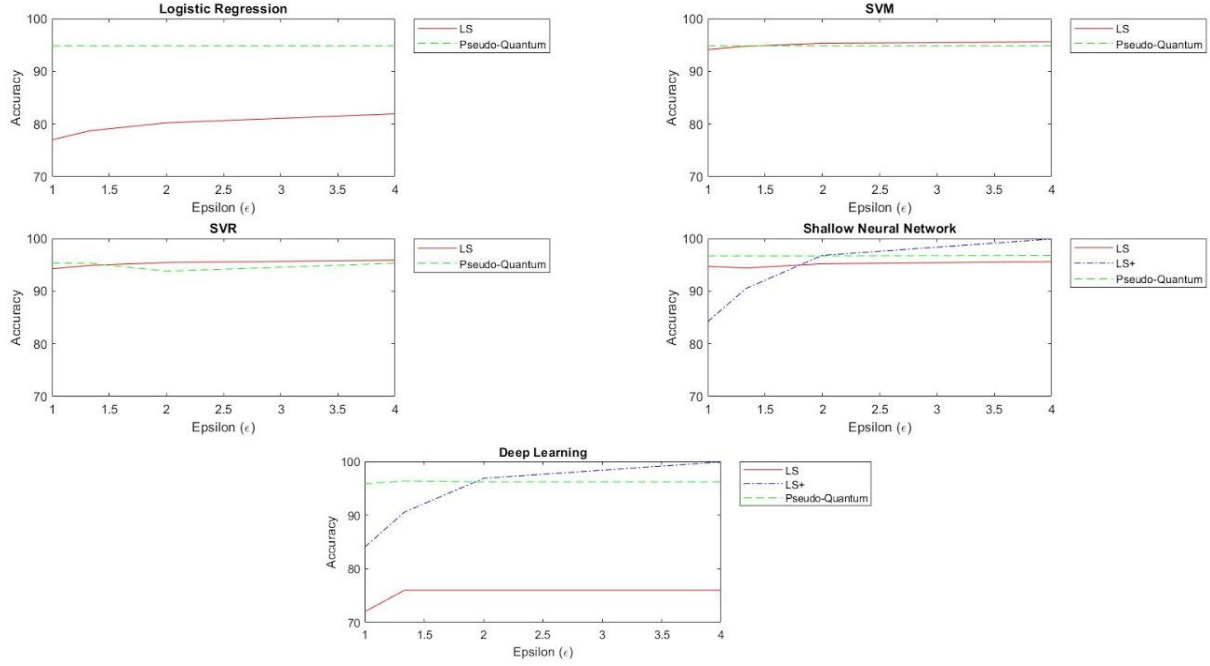 Logistic Regression
100
90
80
70
Accuracy
1 1.5 2 2.5 3 3.5 4
Epsilon (ϵ)
LS
Pseudo-Quantum
SVM
100
90
80
70
Accuracy
1 1.5 2 2.5 3 3.5 4
Epsilon (ϵ)
LS
Pseudo-Quantum
SVR
100
90
80
70
Accuracy
1 1.5 2 2.5 3 3.5 4
Epsilon (ϵ)
LS
Pseudo-Quantum
Shallow Neural Network
100
90
80
70
Accuracy
1 1.5 2 2.5 3 3.5 4
Epsilon (ϵ)
LS
LS+
Pseudo-Quantum
Deep Learning
100
90
80
70
Accuracy
1 1.5 2 2.5 3 3.5 4
Epsilon (ϵ)
LS
LS+
Pseudo-Quantum